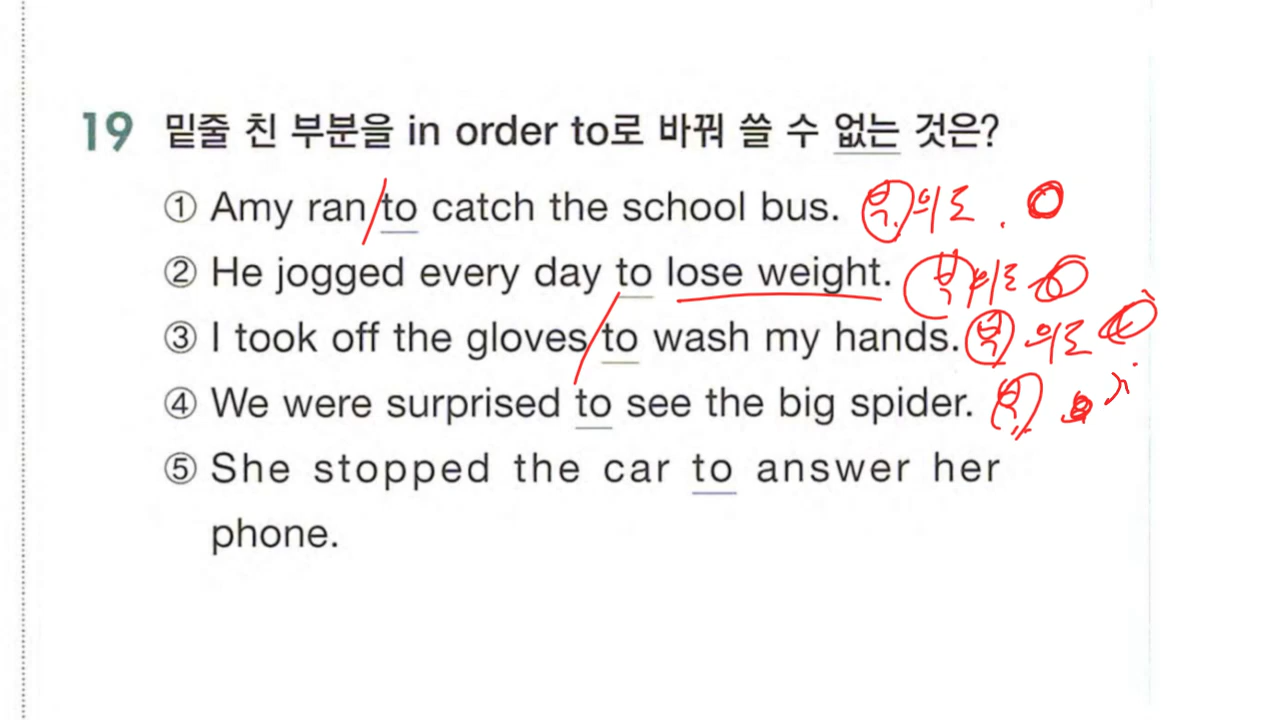 19 밑줄 친 부분을 in order to로 바꿔 쓸 수 없는 것은?
① Amy ran to catch the school bus. 부. 의도.
② He jogged every day to lose weight. 부 의도
③ I took off the gloves to wash my hands. 부 의도
④ We were surprised to see the big spider. 부
⑤ She stopped the car to answer her
phone.